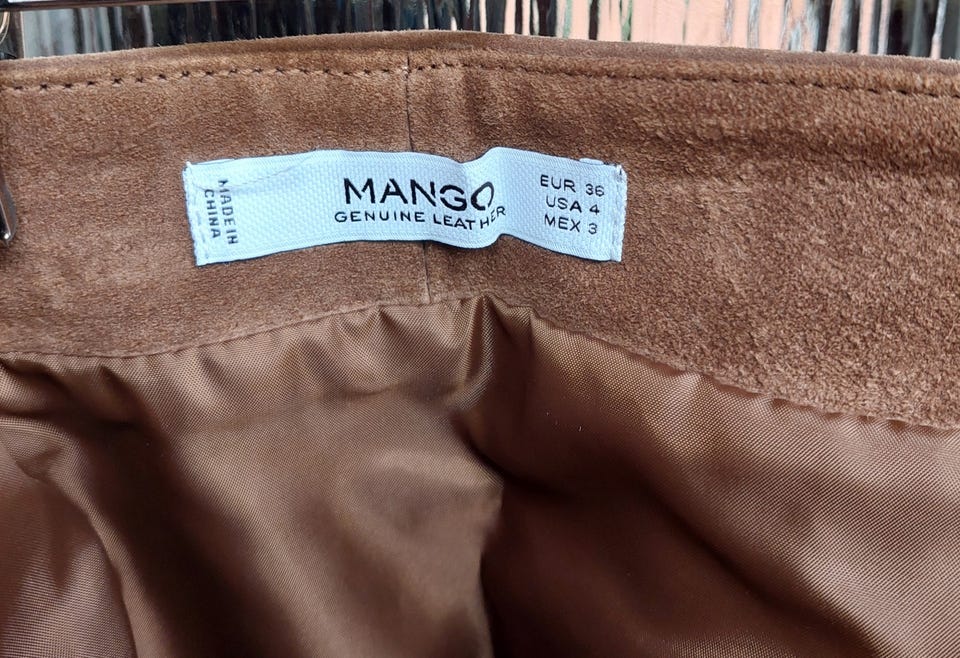 MADE IN
CHINA
MANGO
GENUINE LEATHER
EUR 36
USA 4
MEX 3